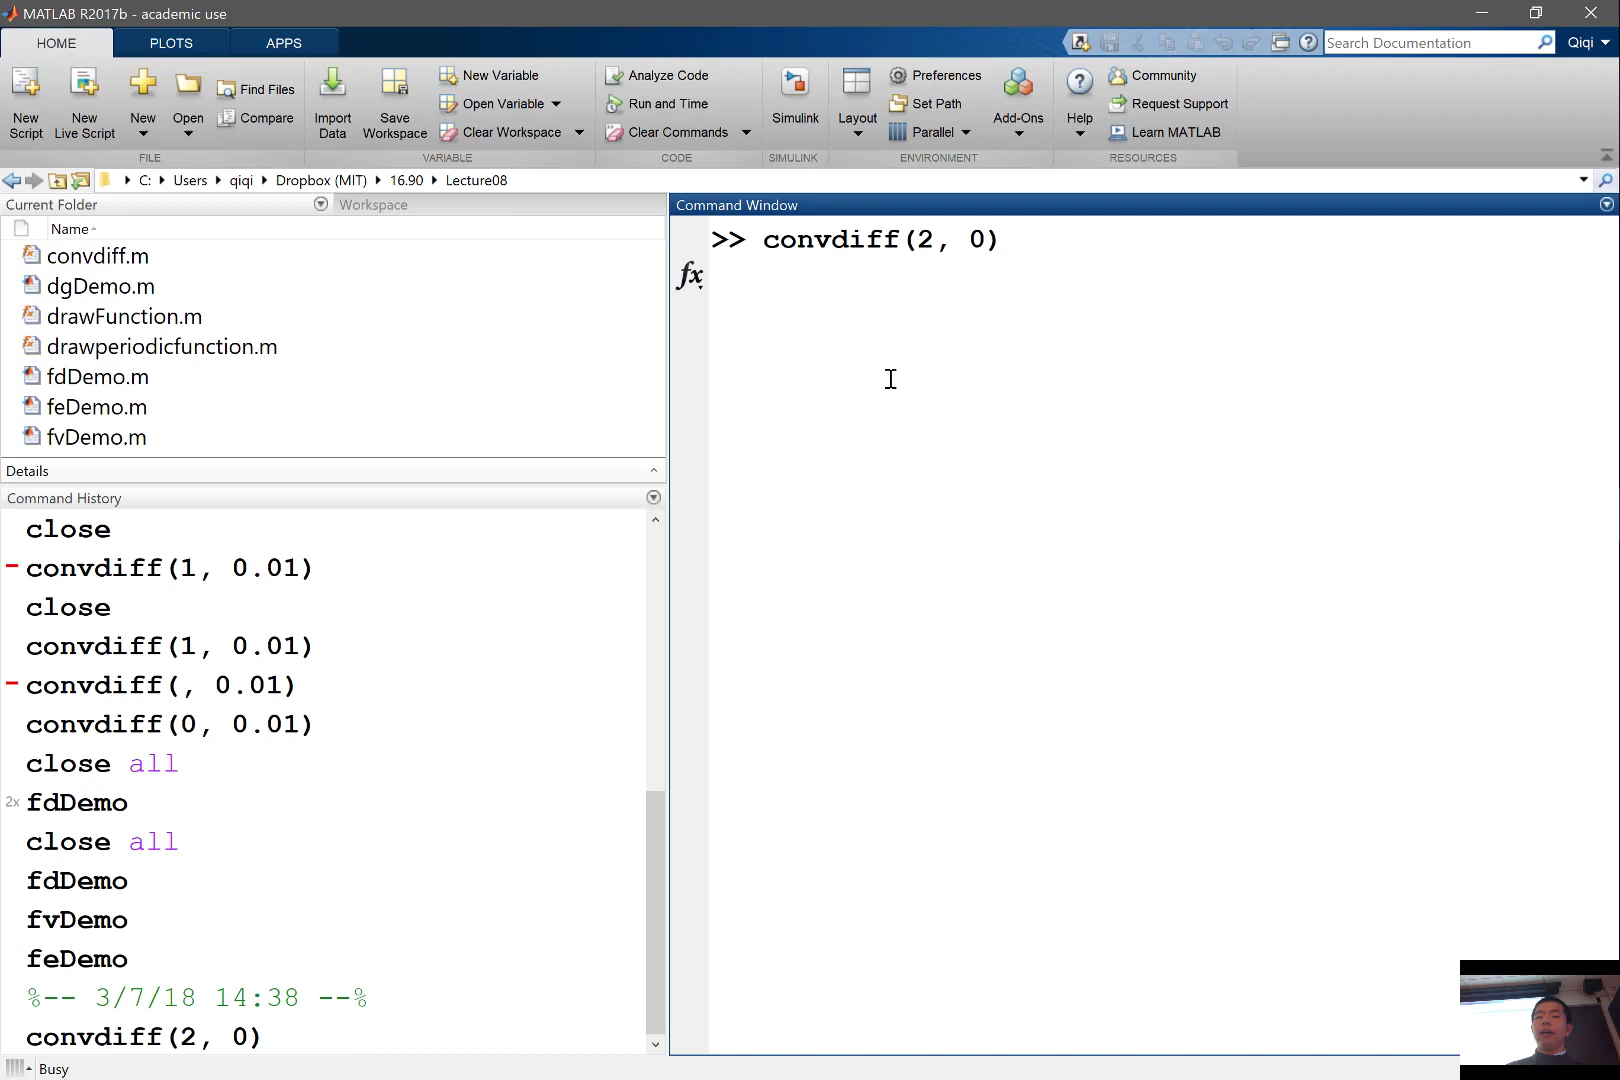 MATLAB R2017b - academic use
HOME PLOTS APPS
Search Documentation Qiqi
New Script
New Live Script
New
Open
Find Files
Compare
Import Data
Save Workspace
New Variable
Open Variable
Clear Workspace
Analyze Code
Run and Time
Clear Commands
Simulink
Layout
Preferences
Set Path
Parallel
Add-Ons
Help
Community
Request Support
Learn MATLAB
FILE VARIABLE CODE SIMULINK ENVIRONMENT RESOURCES
C: Users qiqi Dropbox (MIT) 16.90 Lecture08
Current Folder Workspace
Name
convdiff.m
dgDemo.m
drawFunction.m
drawperiodicfunction.m
fdDemo.m
feDemo.m
fvDemo.m
Details
Command History
close
convdiff(1, 0.01)
close
convdiff(1, 0.01)
convdiff(, 0.01)
convdiff(0, 0.01)
close all
2x fdDemo
close all
fdDemo
fvDemo
feDemo
%-- 3/7/18 14:38 --%
convdiff(2, 0)
Command Window
>> convdiff(2, 0)
fx
Busy